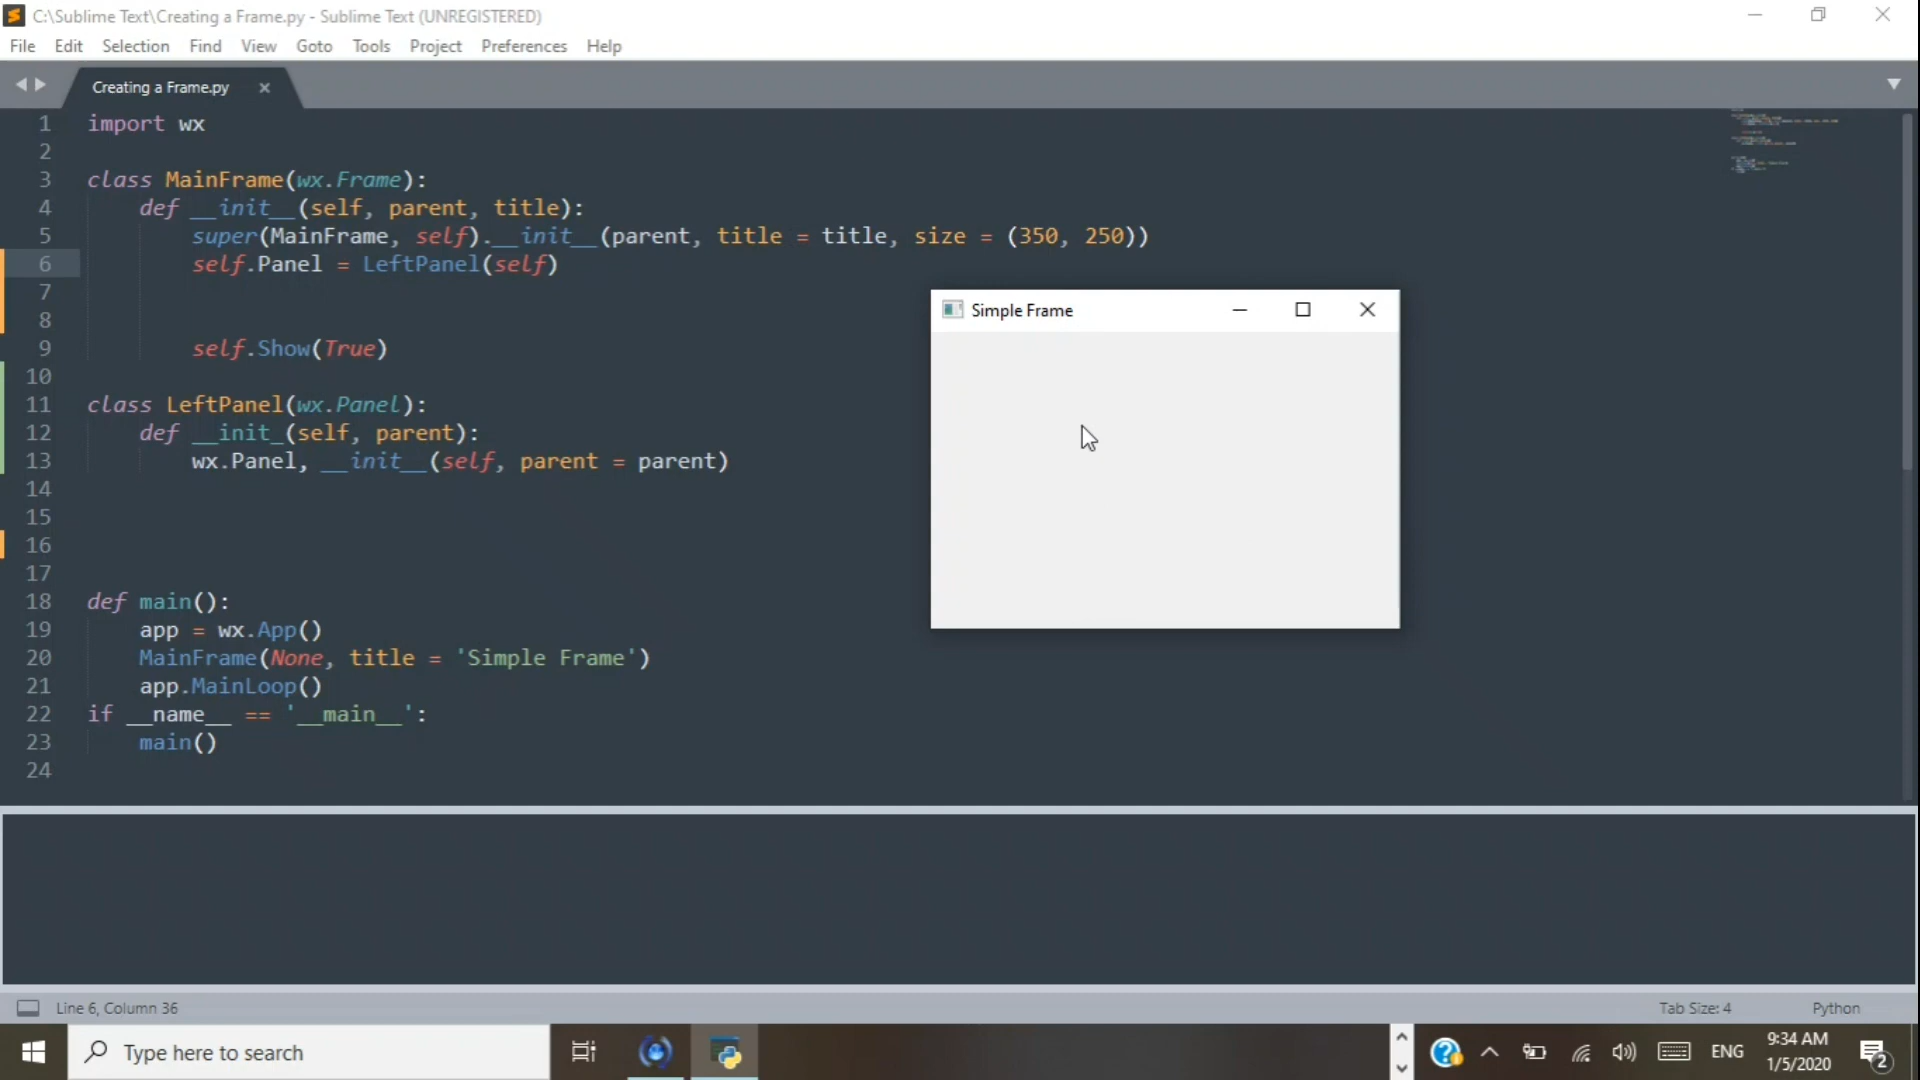 C:\Sublime Text\Creating a Frame.py - Sublime Text (UNREGISTERED)
File Edit Selection Find View Goto Tools Project Preferences Help
Creating a Frame.py
1 import wx
2
3 class MainFrame(wx.Frame):
4 def __init__(self, parent, title):
5 super(MainFrame, self).__init__(parent, title = title, size = (350, 250))
6 self.Panel = LeftPanel(self)
7
8
9 self.Show(True)
10
11 class LeftPanel(wx.Panel):
12 def __init_(self, parent):
13 wx.Panel, __init__(self, parent = parent)
14
15
16
17
18 def main():
19 app = wx.App()
20 MainFrame(None, title = 'Simple Frame')
21 app.MainLoop()
22 if __name__ == '__main__':
23 main()
24
Simple Frame
Line 6, Column 36
Tab Size: 4 Python
Type here to search
ENG
9:34 AM
1/5/2020
2